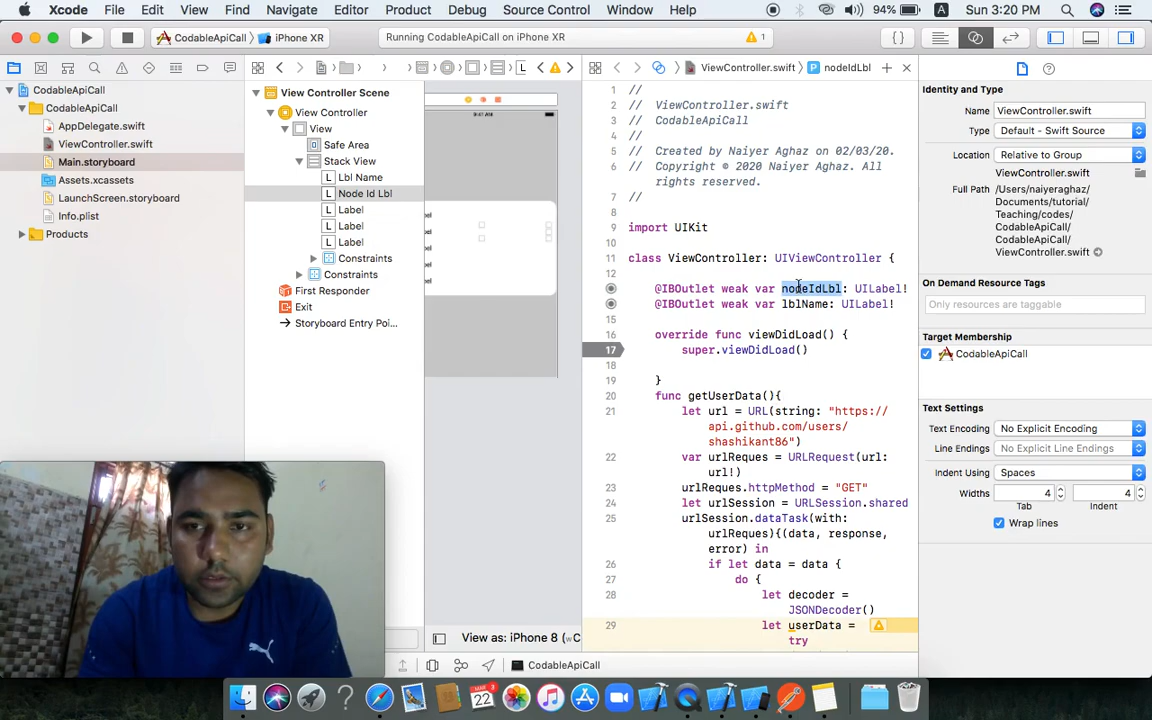 Xcode File Edit View Find Navigate Editor Product Debug Source Control Window Help 94% A Sun 3:20 PM
CodableApiCall iPhone XR Running CodableApiCall on iPhone XR 1
L ViewController.swift nodeIdLbl
CodableApiCall
CodableApiCall
AppDelegate.swift
ViewController.swift
Main.storyboard
Assets.xcassets
LaunchScreen.storyboard
Info.plist
Products
View Controller Scene
View Controller
View
Safe Area
Stack View
L Lbl Name
L Node Id Lbl
L Label
L Label
L Label
Constraints
Constraints
First Responder
Exit
Storyboard Entry Poi...
9:41 AM
View as: iPhone 8 (wC
1 //
2 // ViewController.swift
3 // CodableApiCall
4 //
5 // Created by Naiyer Aghaz on 02/03/20.
6 // Copyright © 2020 Naiyer Aghaz. All
rights reserved.
7 //
8
9 import UIKit
10
11 class ViewController: UIViewController {
12
@IBOutlet weak var nodeIdLbl: UILabel!
@IBOutlet weak var lblName: UILabel!
15
16 override func viewDidLoad() {
17 super.viewDidLoad()
18
19 }
20 func getUserData(){
21 let url = URL(string: "https://
api.github.com/users/
shashikant86")
22 var urlReques = URLRequest(url:
url!)
23 urlReques.httpMethod = "GET"
24 let urlSession = URLSession.shared
25 urlSession.dataTask(with:
urlReques){(data, response,
error) in
26 if let data = data {
27 do {
28 let decoder =
JSONDecoder()
29 let userData =
try
CodableApiCall
Identity and Type
Name ViewController.swift
Type Default - Swift Source
Location Relative to Group
ViewController.swift
Full Path /Users/naiyeraghaz/
Documents/tutorial/
Teaching/codes/
CodableApiCall/
CodableApiCall/
ViewController.swift
On Demand Resource Tags
Only resources are taggable
Target Membership
CodableApiCall
Text Settings
Text Encoding No Explicit Encoding
Line Endings No Explicit Line Endings
Indent Using Spaces
Widths 4 4
Tab Indent
Wrap lines